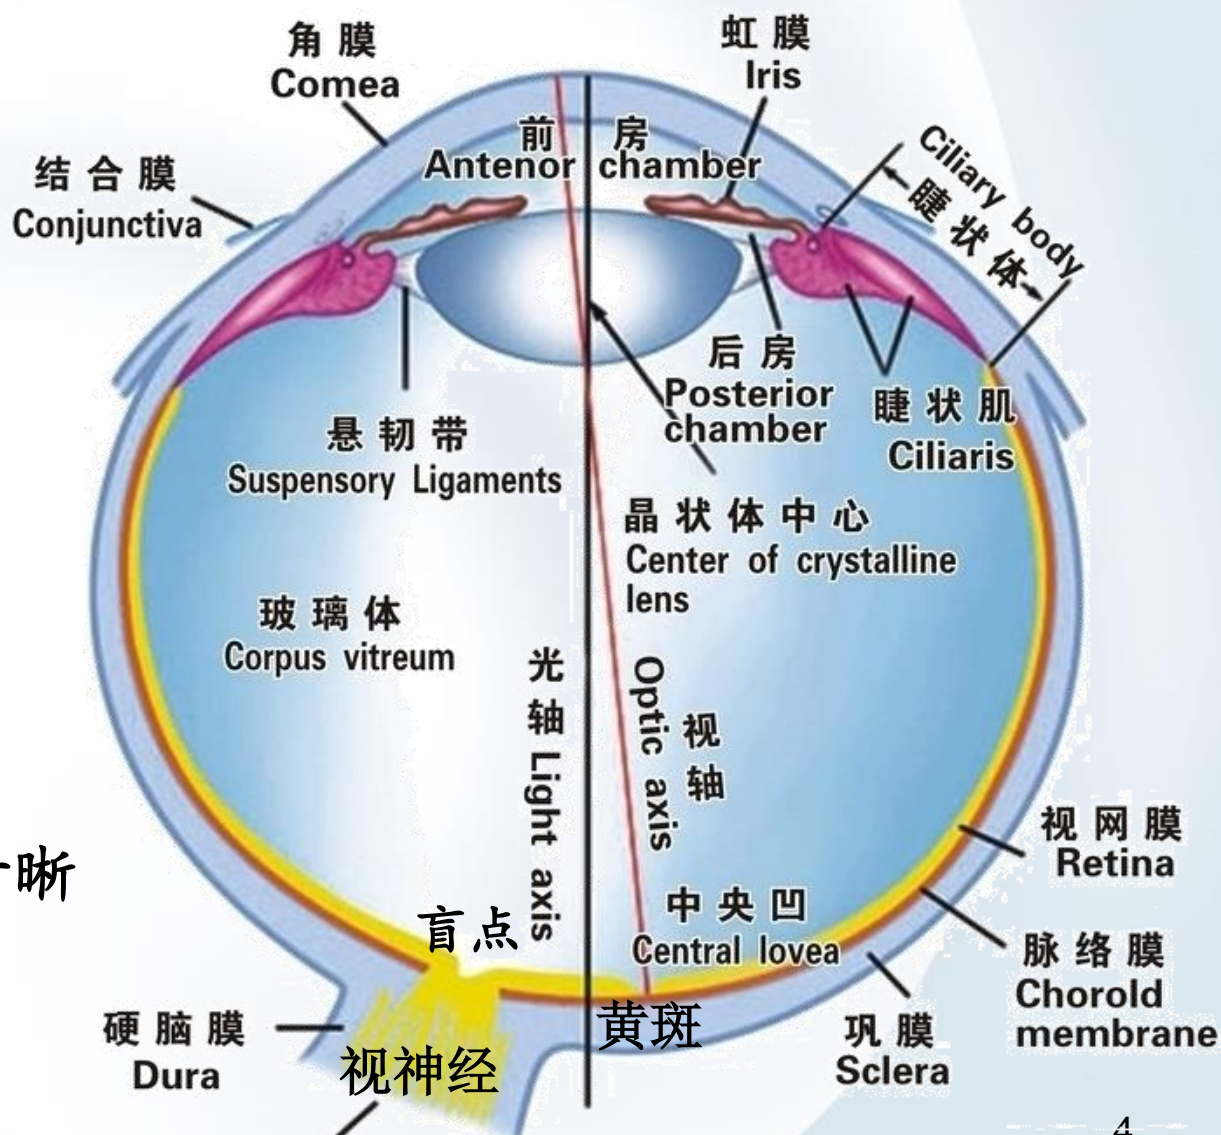 角膜
Comea
虹膜
Iris
前房
Antenor chamber
结合膜
Conjunctiva
Ciliary body
睫状体
后房
Posterior
chamber
睫状肌
Ciliaris
悬韧带
Suspensory Ligaments
晶状体中心
Center of crystalline
lens
玻璃体
Corpus vitreum
光轴 Light axis
Optic axis
视轴
视网膜
Retina
晰
盲点
中央凹
Central lovea
脉络膜
Chorold
membrane
硬脑膜
Dura
视神经
黄斑
巩膜
Sclera
4